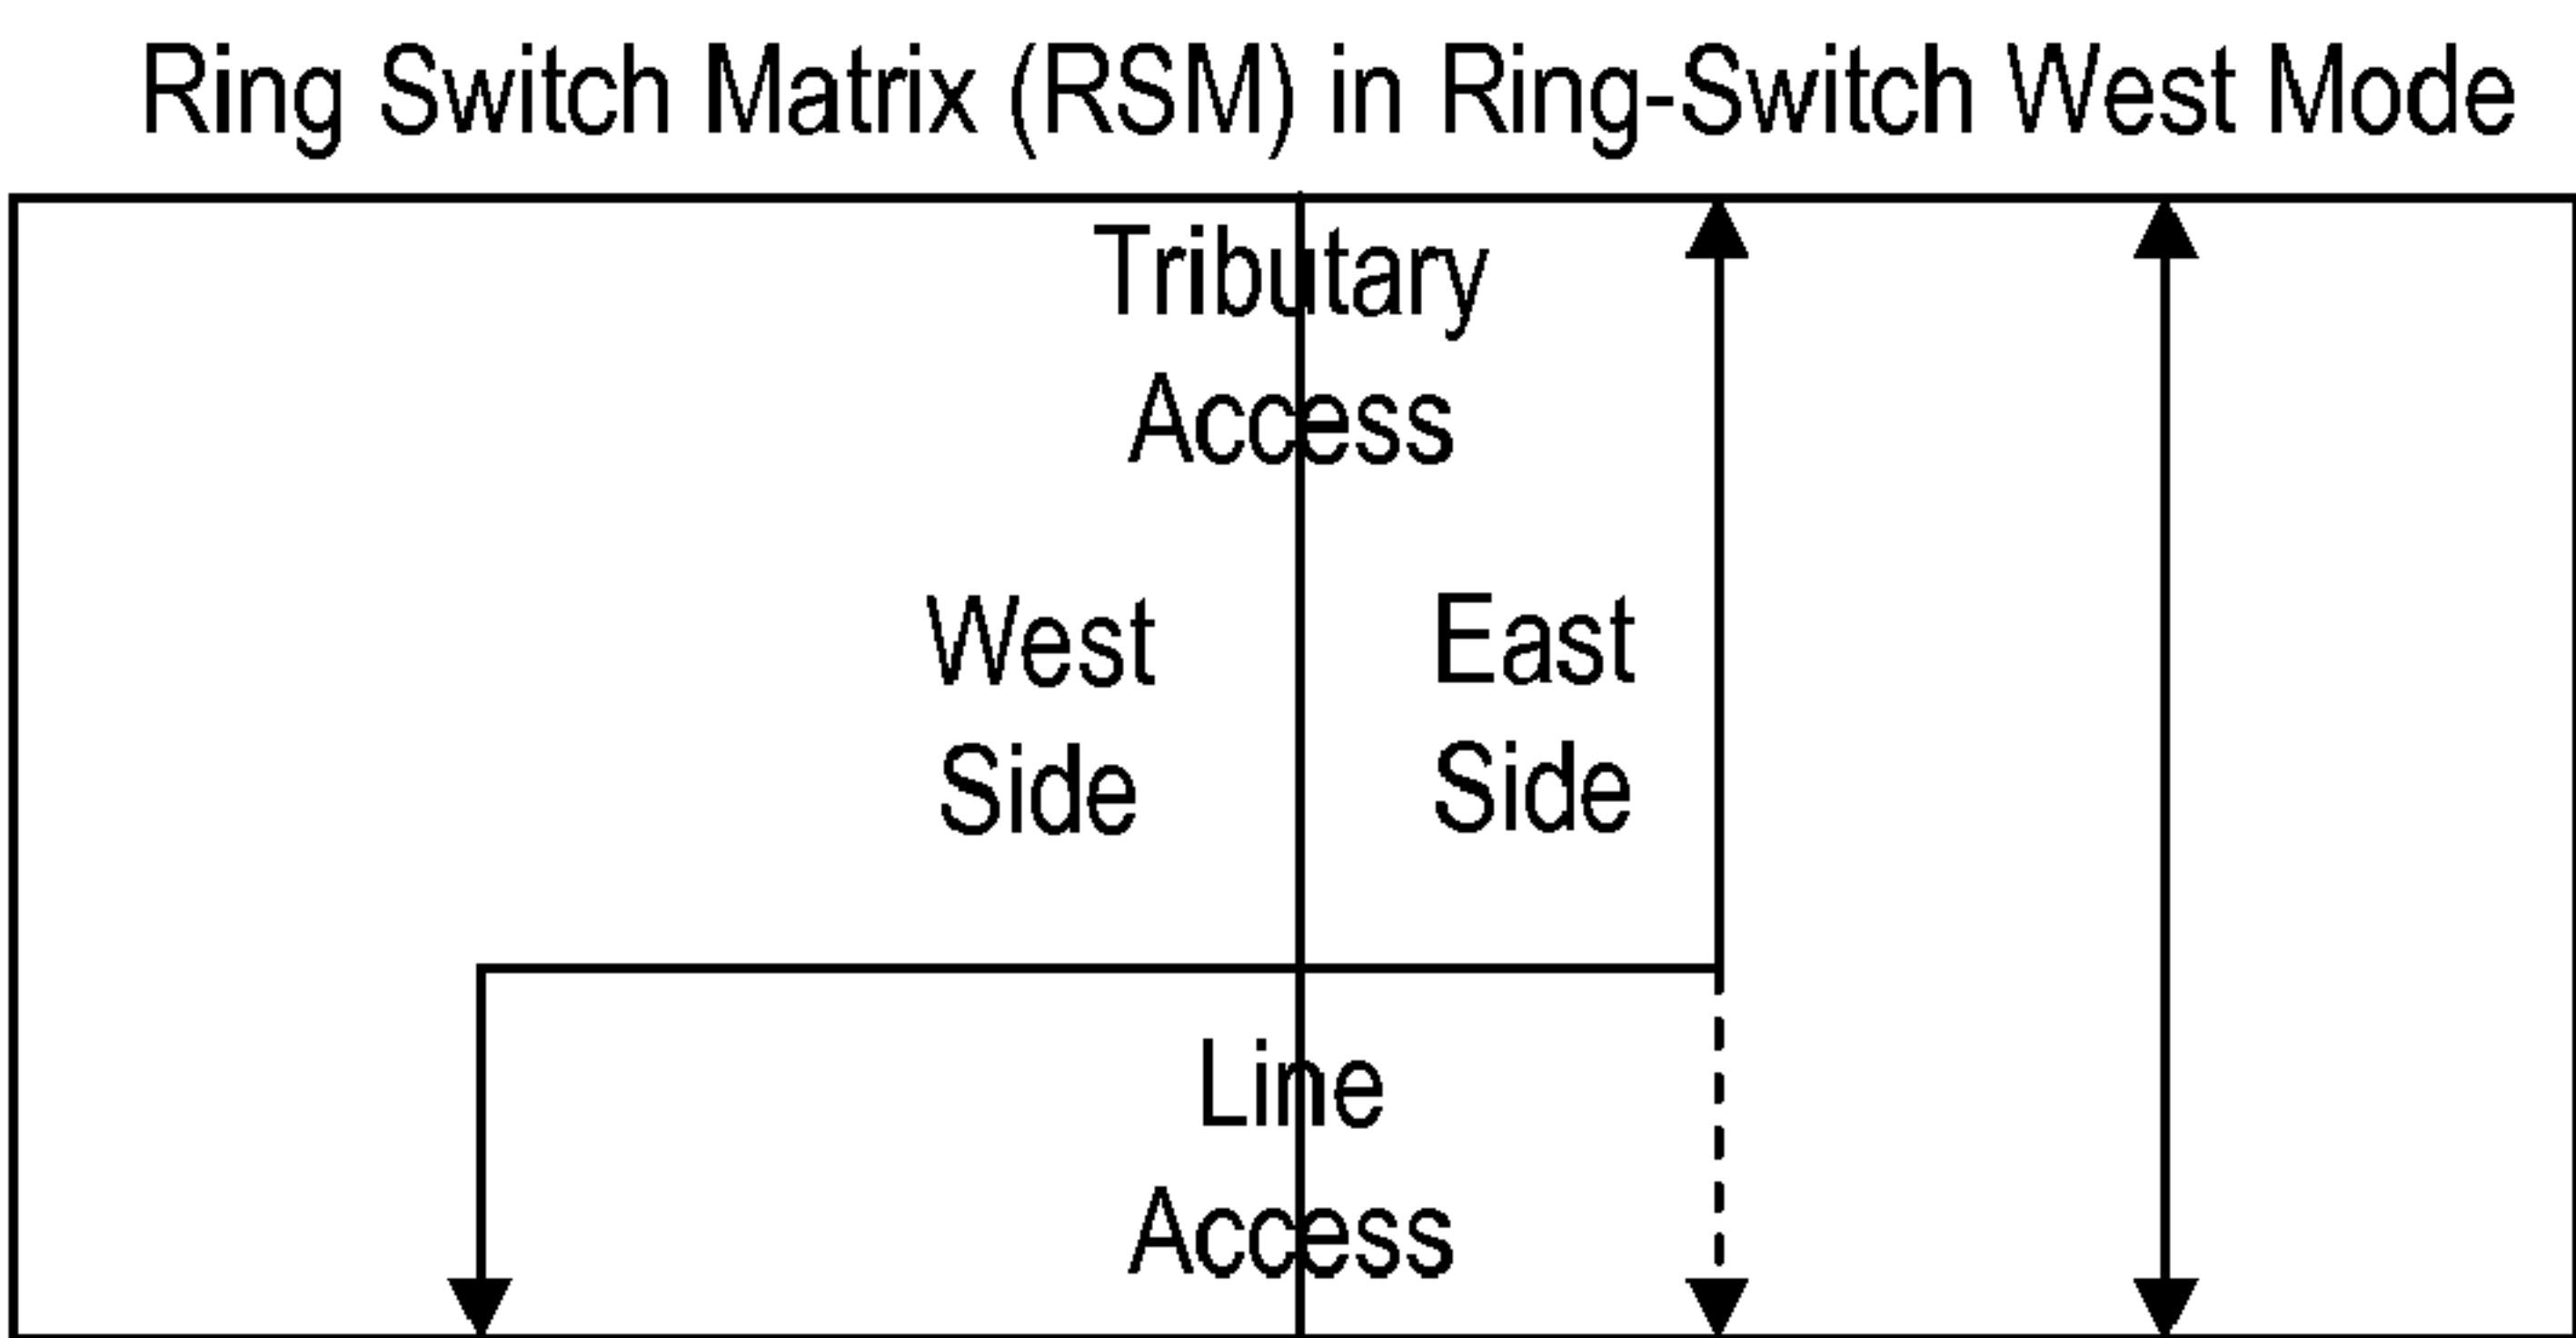 Ring Switch Matrix (RSM) in Ring-Switch West Mode
Tributary
Access
West
Side
East
Side
Line
Access